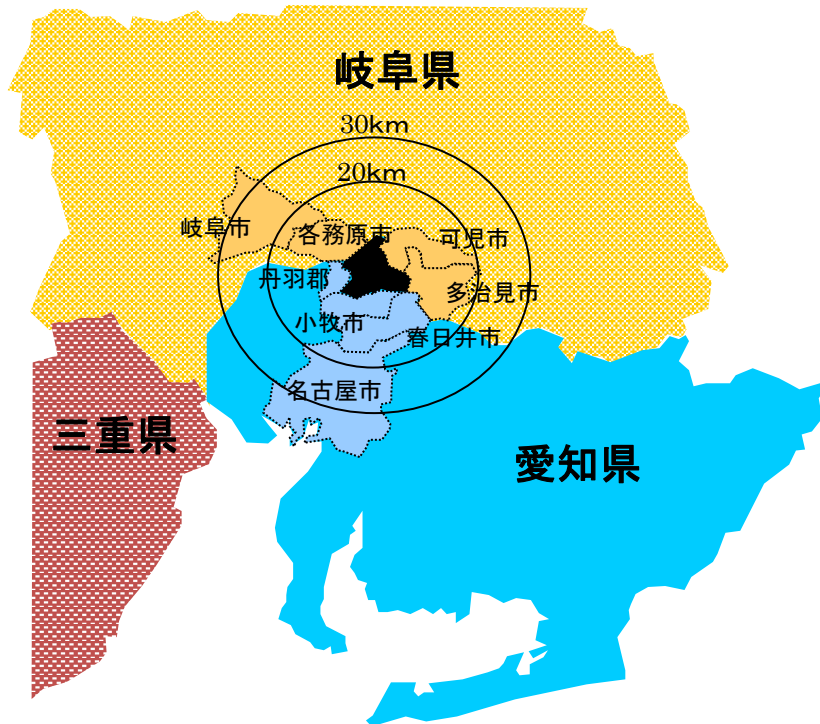 岐阜県
30km
20km
岐阜市
各務原市
可児市
丹羽郡
多治見市
小牧市
春日井市
名古屋市
三重県
愛知県